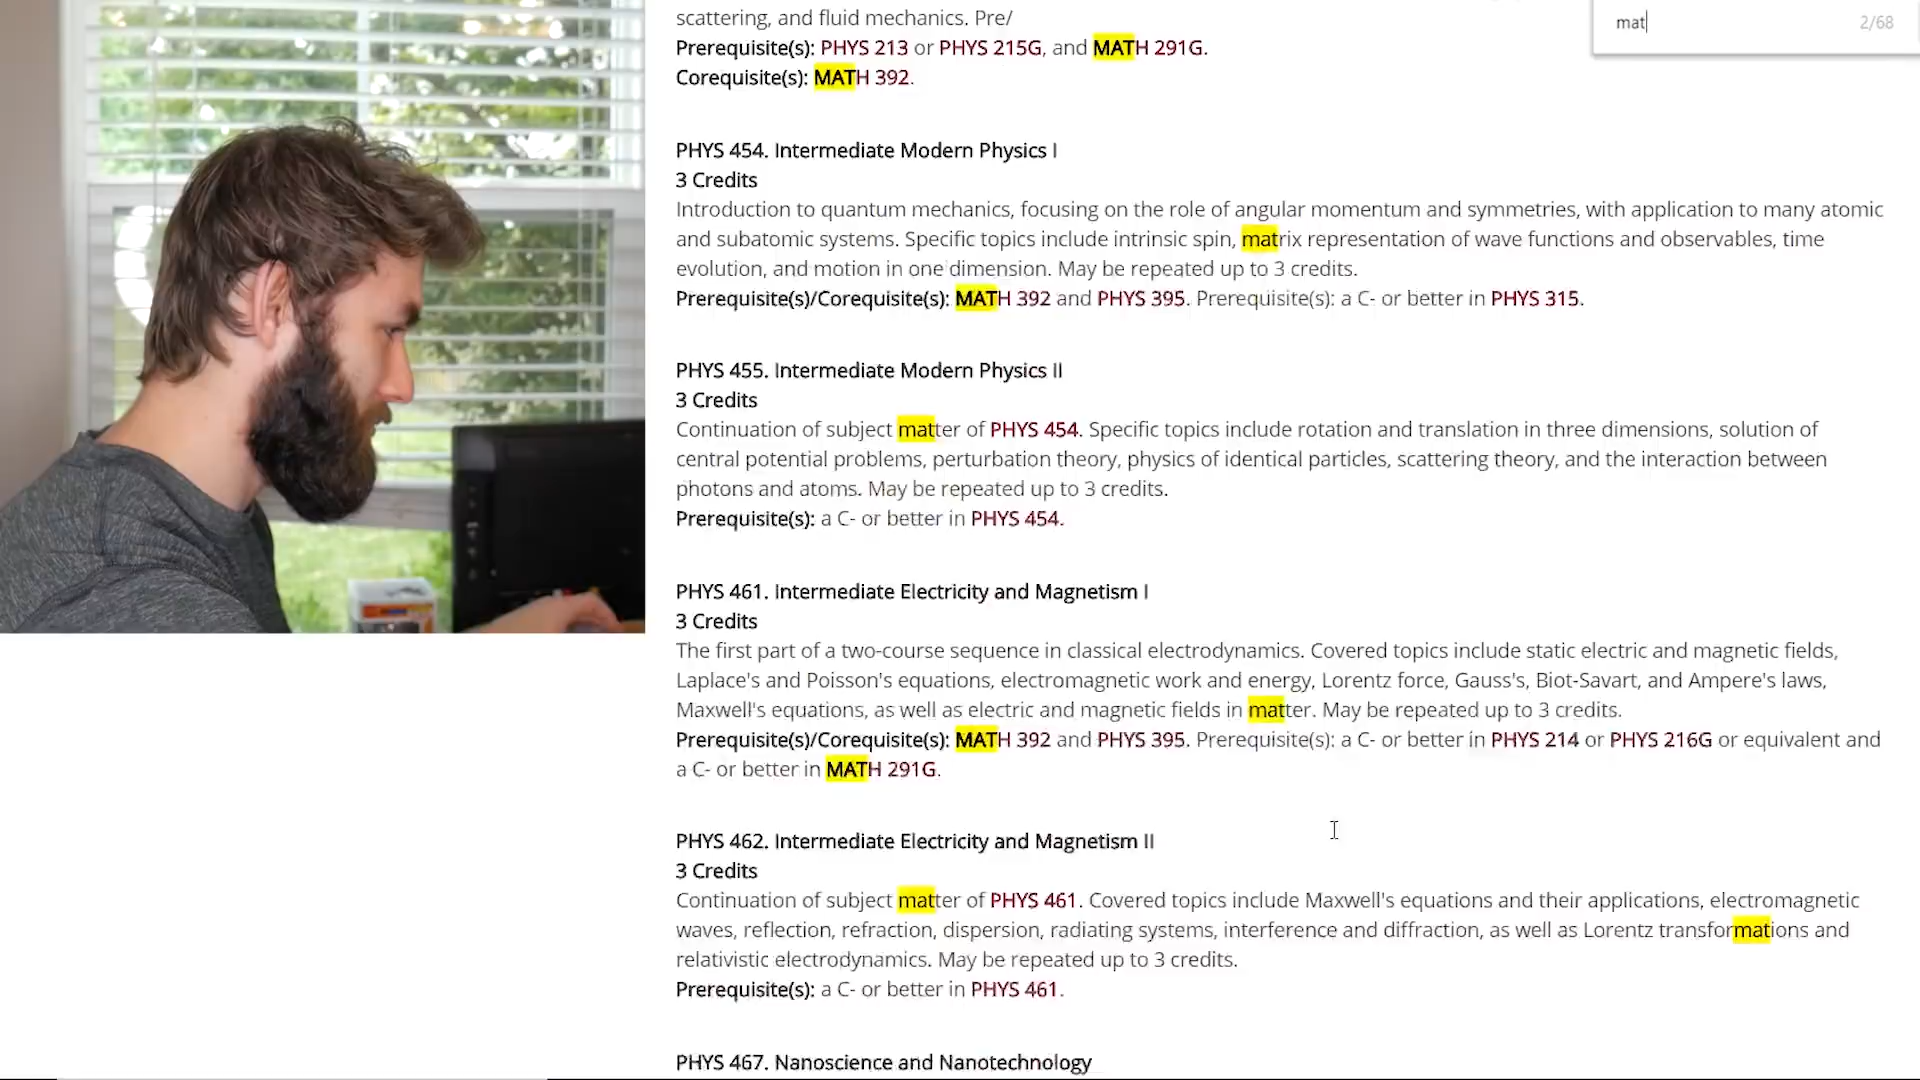 scattering, and fluid mechanics. Pre/
Prerequisite(s): PHYS 213 or PHYS 215G, and MATH 291G.
Corequisite(s): MATH 392.
mat
2/68
PHYS 454. Intermediate Modern Physics I
3 Credits
Introduction to quantum mechanics, focusing on the role of angular momentum and symmetries, with application to many atomic
and subatomic systems. Specific topics include intrinsic spin, matrix representation of wave functions and observables, time
evolution, and motion in one dimension. May be repeated up to 3 credits.
Prerequisite(s)/Corequisite(s): MATH 392 and PHYS 395. Prerequisite(s): a C- or better in PHYS 315.
PHYS 455. Intermediate Modern Physics II
3 Credits
Continuation of subject matter of PHYS 454. Specific topics include rotation and translation in three dimensions, solution of
central potential problems, perturbation theory, physics of identical particles, scattering theory, and the interaction between
photons and atoms. May be repeated up to 3 credits.
Prerequisite(s): a C- or better in PHYS 454.
PHYS 461. Intermediate Electricity and Magnetism I
3 Credits
The first part of a two-course sequence in classical electrodynamics. Covered topics include static electric and magnetic fields,
Laplace's and Poisson's equations, electromagnetic work and energy, Lorentz force, Gauss's, Biot-Savart, and Ampere's laws,
Maxwell's equations, as well as electric and magnetic fields in matter. May be repeated up to 3 credits.
Prerequisite(s)/Corequisite(s): MATH 392 and PHYS 395. Prerequisite(s): a C- or better in PHYS 214 or PHYS 216G or equivalent and
a C- or better in MATH 291G.
PHYS 462. Intermediate Electricity and Magnetism II
3 Credits
Continuation of subject matter of PHYS 461. Covered topics include Maxwell's equations and their applications, electromagnetic
waves, reflection, refraction, dispersion, radiating systems, interference and diffraction, as well as Lorentz transformations and
relativistic electrodynamics. May be repeated up to 3 credits.
Prerequisite(s): a C- or better in PHYS 461.
PHYS 467. Nanoscience and Nanotechnology